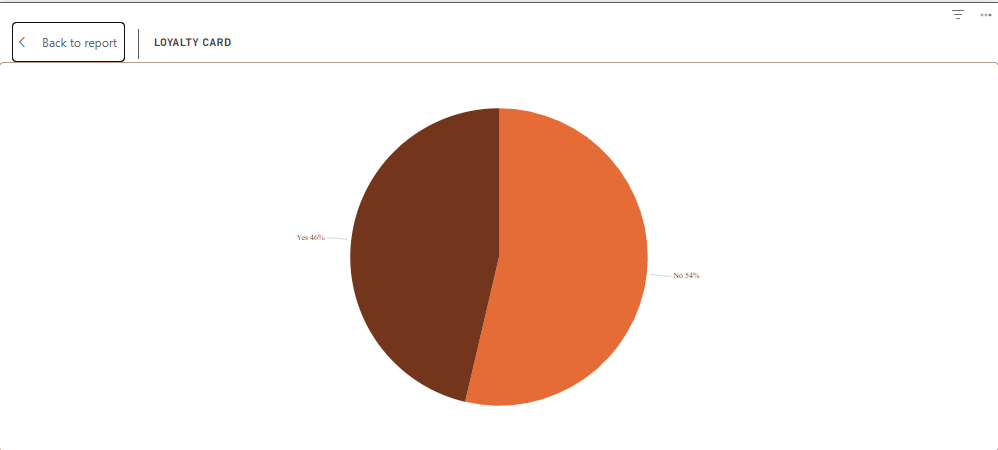 Back to report
LOYALTY CARD
Yes 46%
No 54%